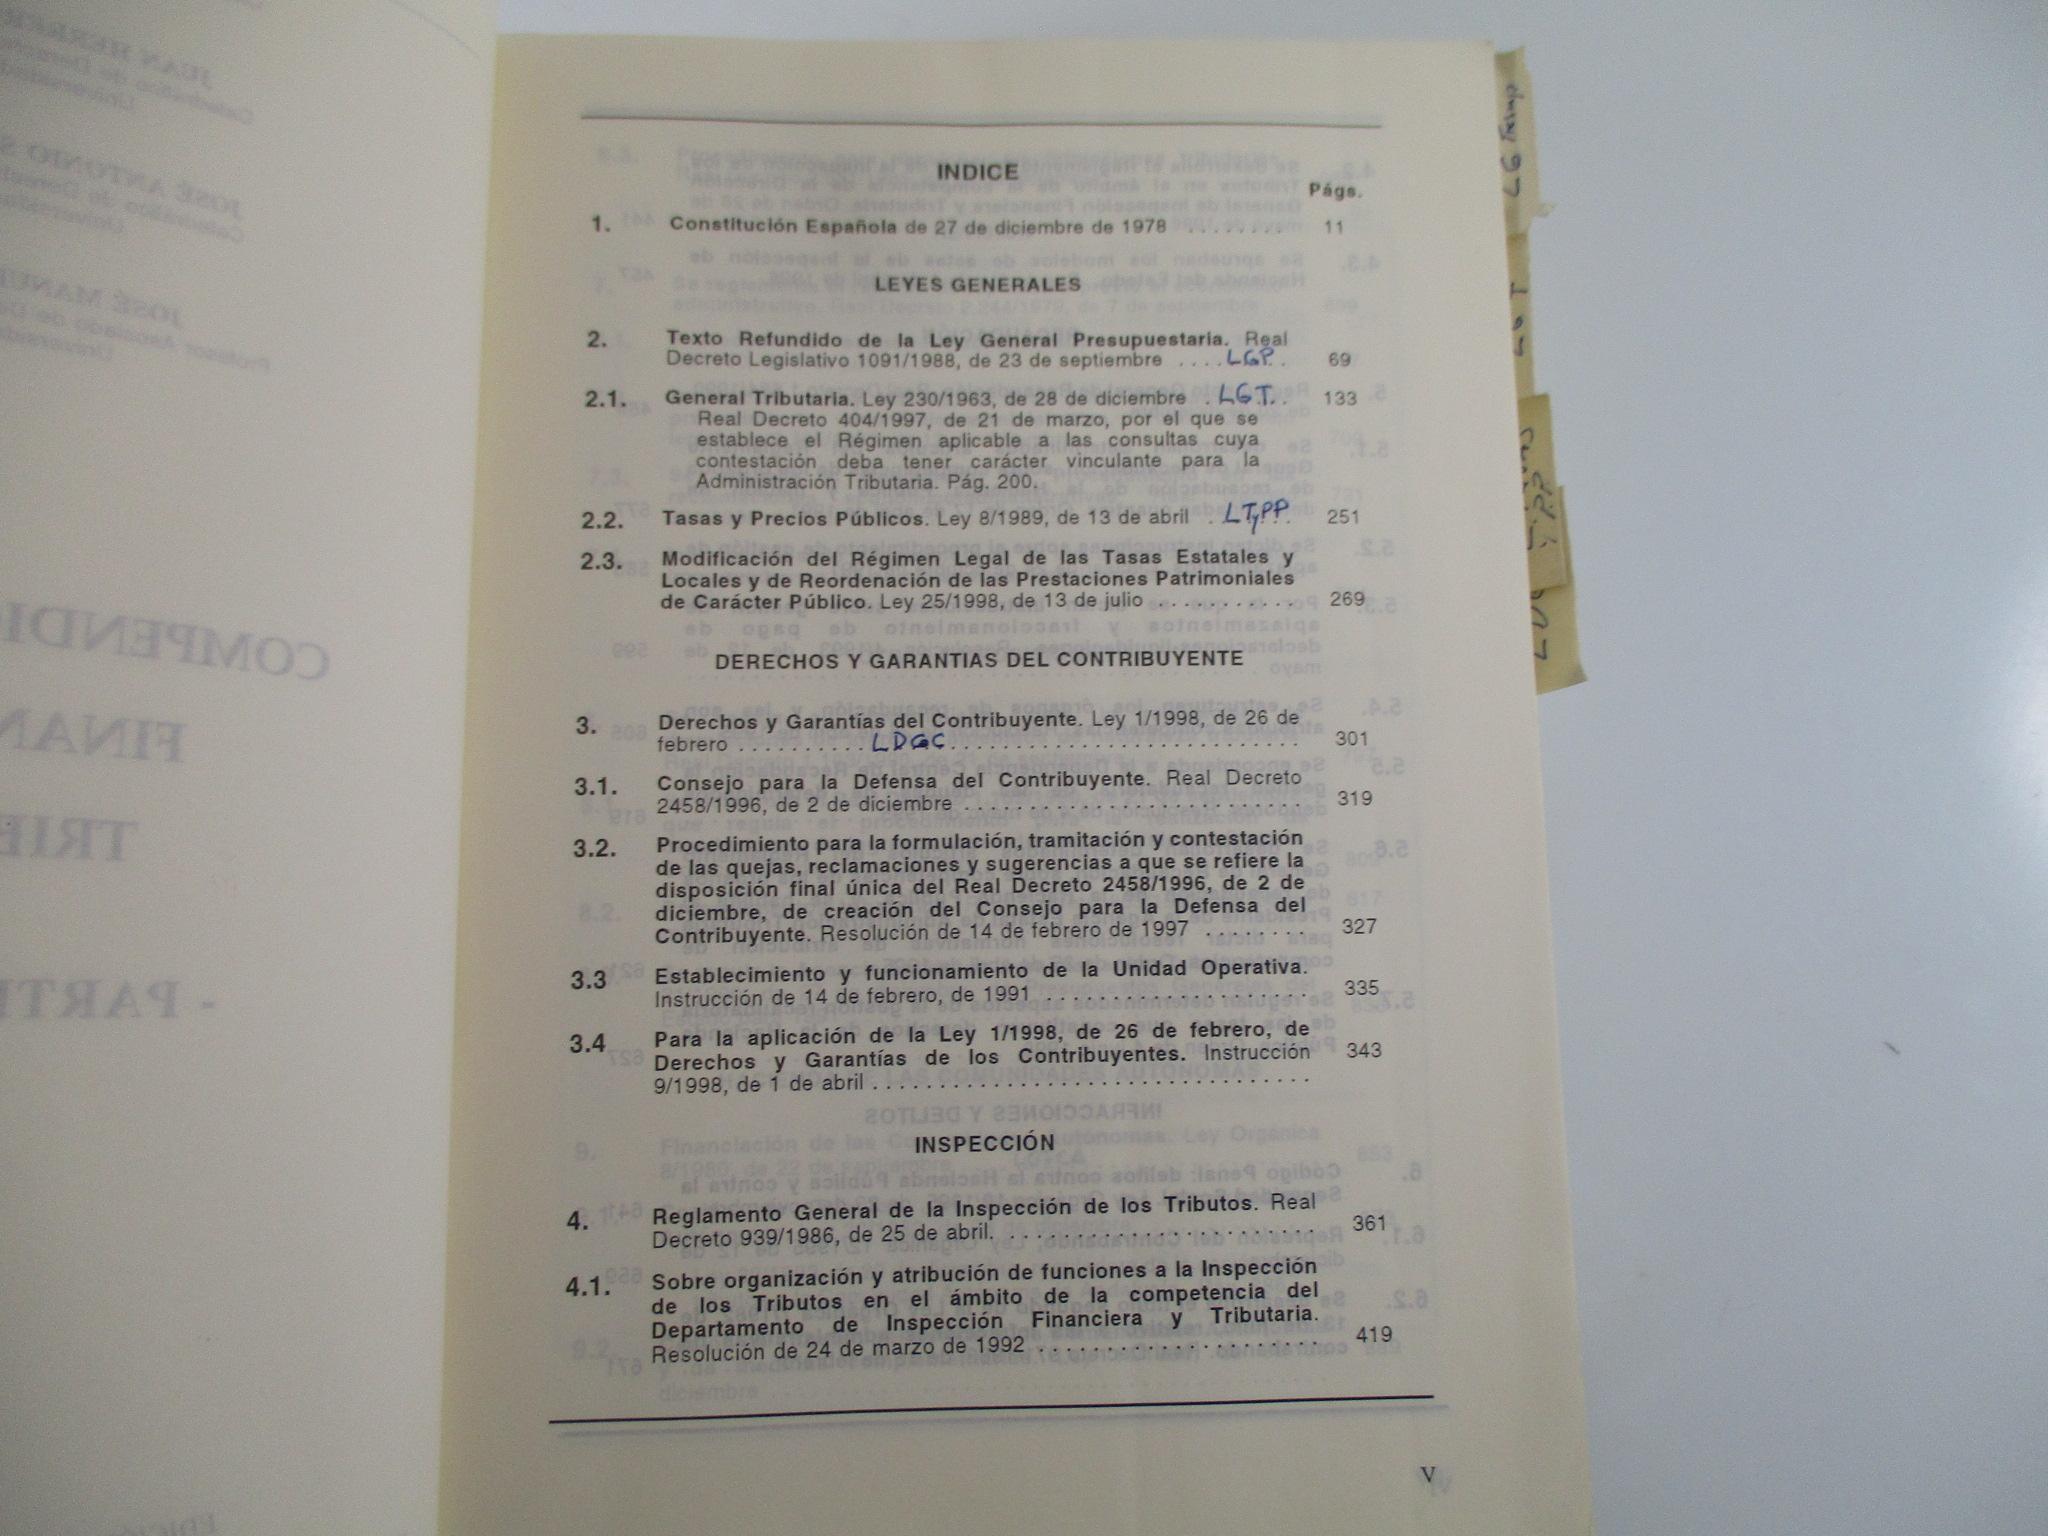 INDICE
Págs.
1. Constitución Española de 27 de diciembre de 1978 ........ 11
LEYES GENERALES
2. Texto Refundido de la Ley General Presupuestaria. Real
Decreto Legislativo 1091/1988, de 23 de septiembre .... LGP. . 69
2.1. General Tributaria. Ley 230/1963, de 28 de diciembre . LGT. . 133
Real Decreto 404/1997, de 21 de marzo, por el que se
establece el Régimen aplicable a las consultas cuya
contestación deba tener carácter vinculante para la
Administración Tributaria. Pág. 200.
2.2. Tasas y Precios Públicos. Ley 8/1989, de 13 de abril . LTyPP. 251
2.3. Modificación del Régimen Legal de las Tasas Estatales y
Locales y de Reordenación de las Prestaciones Patrimoniales
de Carácter Público. Ley 25/1998, de 13 de julio ........... 269
DERECHOS Y GARANTIAS DEL CONTRIBUYENTE
3. Derechos y Garantías del Contribuyente. Ley 1/1998, de 26 de
febrero .......... LDGC ........................... 301
3.1. Consejo para la Defensa del Contribuyente. Real Decreto
2458/1996, de 2 de diciembre .......................... 319
3.2. Procedimiento para la formulación, tramitación y contestación
de las quejas, reclamaciones y sugerencias a que se refiere la
disposición final única del Real Decreto 2458/1996, de 2 de
diciembre, de creación del Consejo para la Defensa del
Contribuyente. Resolución de 14 de febrero de 1997 ........ 327
3.3 Establecimiento y funcionamiento de la Unidad Operativa.
Instrucción de 14 de febrero, de 1991 .................... 335
3.4 Para la aplicación de la Ley 1/1998, de 26 de febrero, de
Derechos y Garantías de los Contribuyentes. Instrucción 343
9/1998, de 1 de abril ..................................
INSPECCIÓN
4. Reglamento General de la Inspección de los Tributos. Real
Decreto 939/1986, de 25 de abril. ........................ 361
4.1. Sobre organización y atribución de funciones a la Inspección
de los Tributos en el ámbito de la competencia del
Departamento de Inspección Financiera y Tributaria.
Resolución de 24 de marzo de 1992 ...................... 419
V